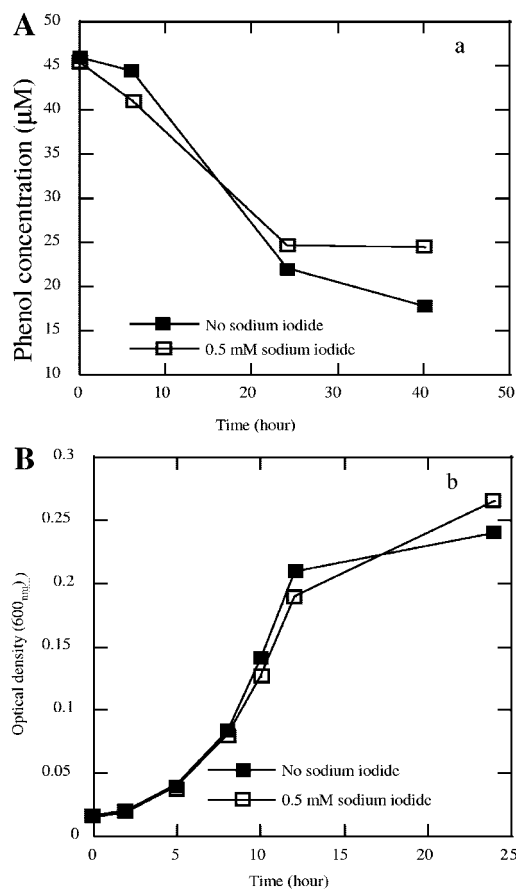 A
a
50
45
40
35
30
25
20
15
10
Phenol concentration (μM)
No sodium iodide
0.5 mM sodium iodide
0 10 20 30 40 50
Time (hour)
B
b
0.3
0.25
0.2
0.15
0.1
0.05
0
Optical density (600nm)
No sodium iodide
0.5 mM sodium iodide
0 5 10 15 20 25
Time (hour)